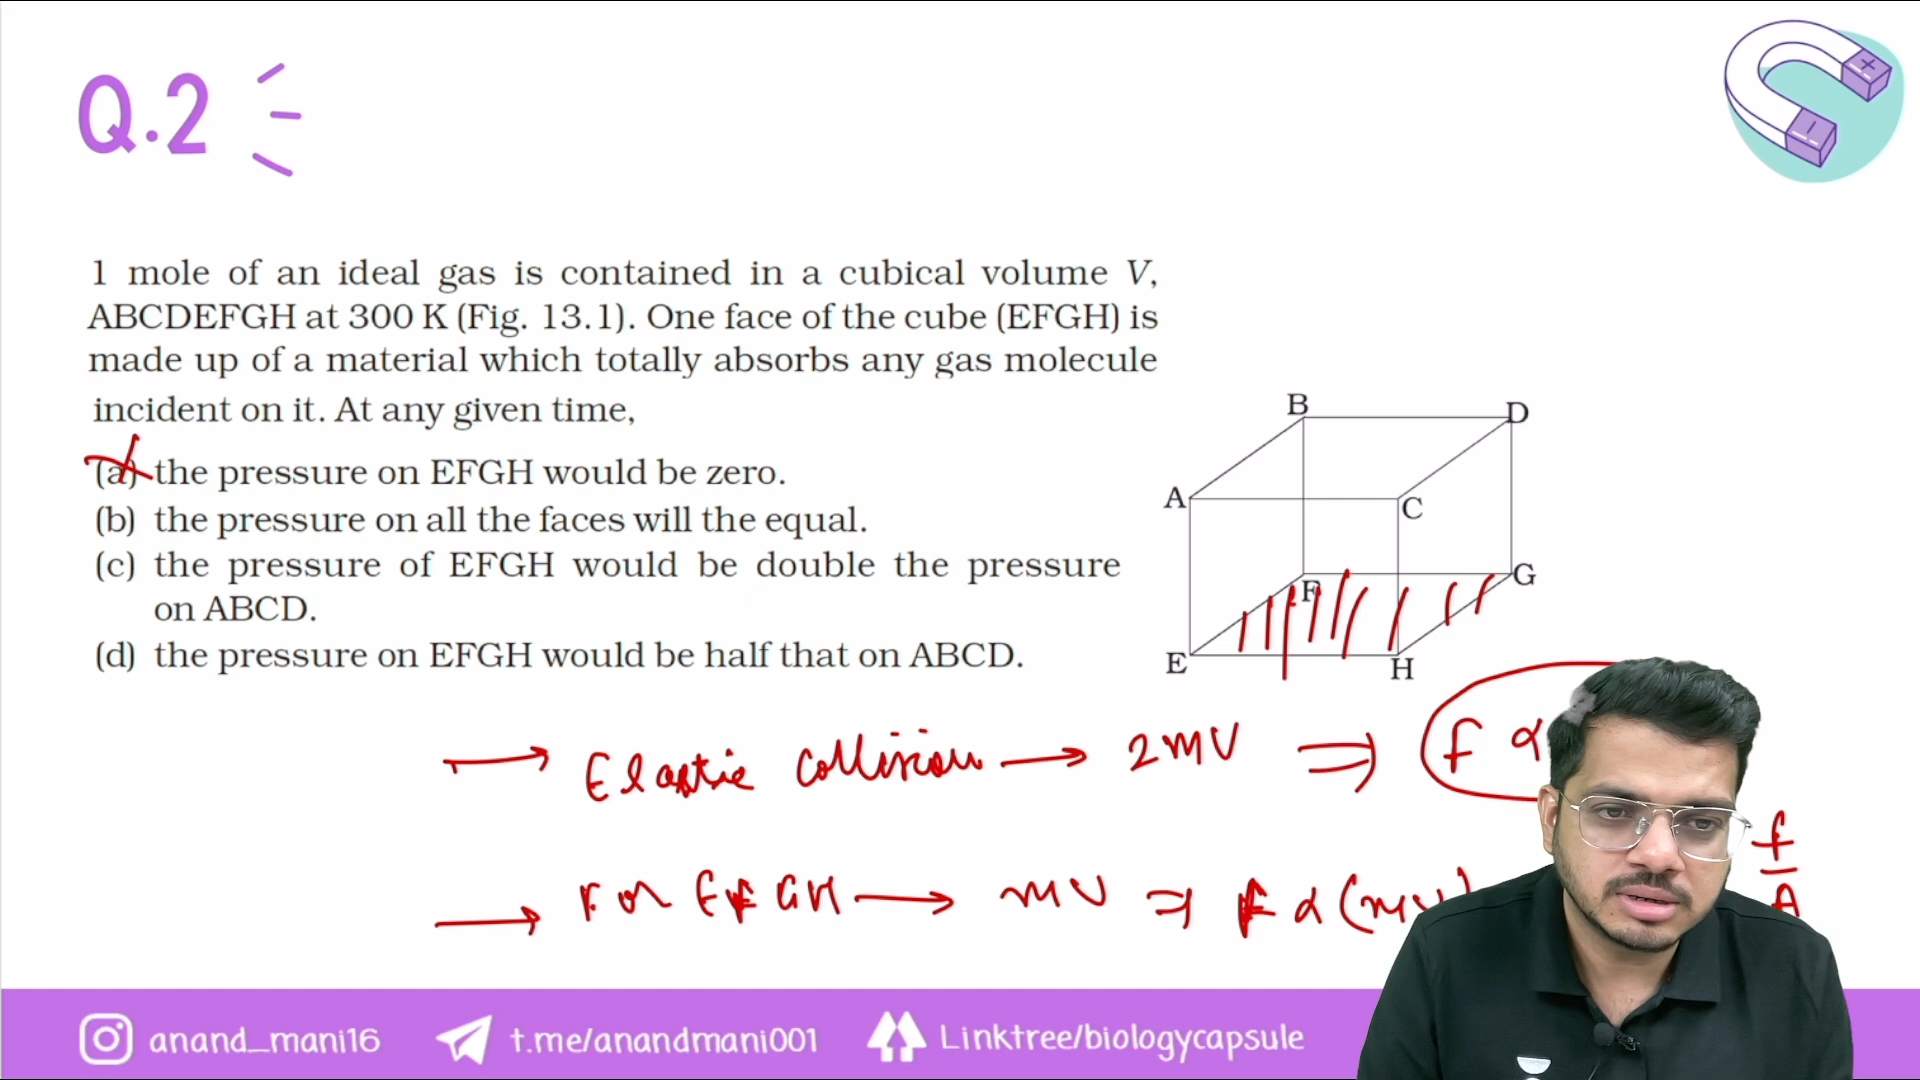 Q.2
1 mole of an ideal gas is contained in a cubical volume V,
ABCDEFGH at 300 K (Fig. 13.1). One face of the cube (EFGH) is
made up of a material which totally absorbs any gas molecule
incident on it. At any given time,
(a) the pressure on EFGH would be zero.
(b) the pressure on all the faces will the equal.
(c) the pressure of EFGH would be double the pressure
on ABCD.
(d) the pressure on EFGH would be half that on ABCD.
B D
A C
F G
E H
→ Elastic collision → 2mv ⇒ F α
→ For EFGH → mv ⇒ F α (mv)
f/A
anand_mani16 t.me/anandmani001 Linktree/biologycapsule